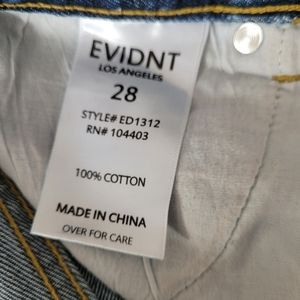 EVIDNT
LOS ANGELES
28
STYLE# ED1312
RN# 104403
100% COTTON
MADE IN CHINA
OVER FOR CARE